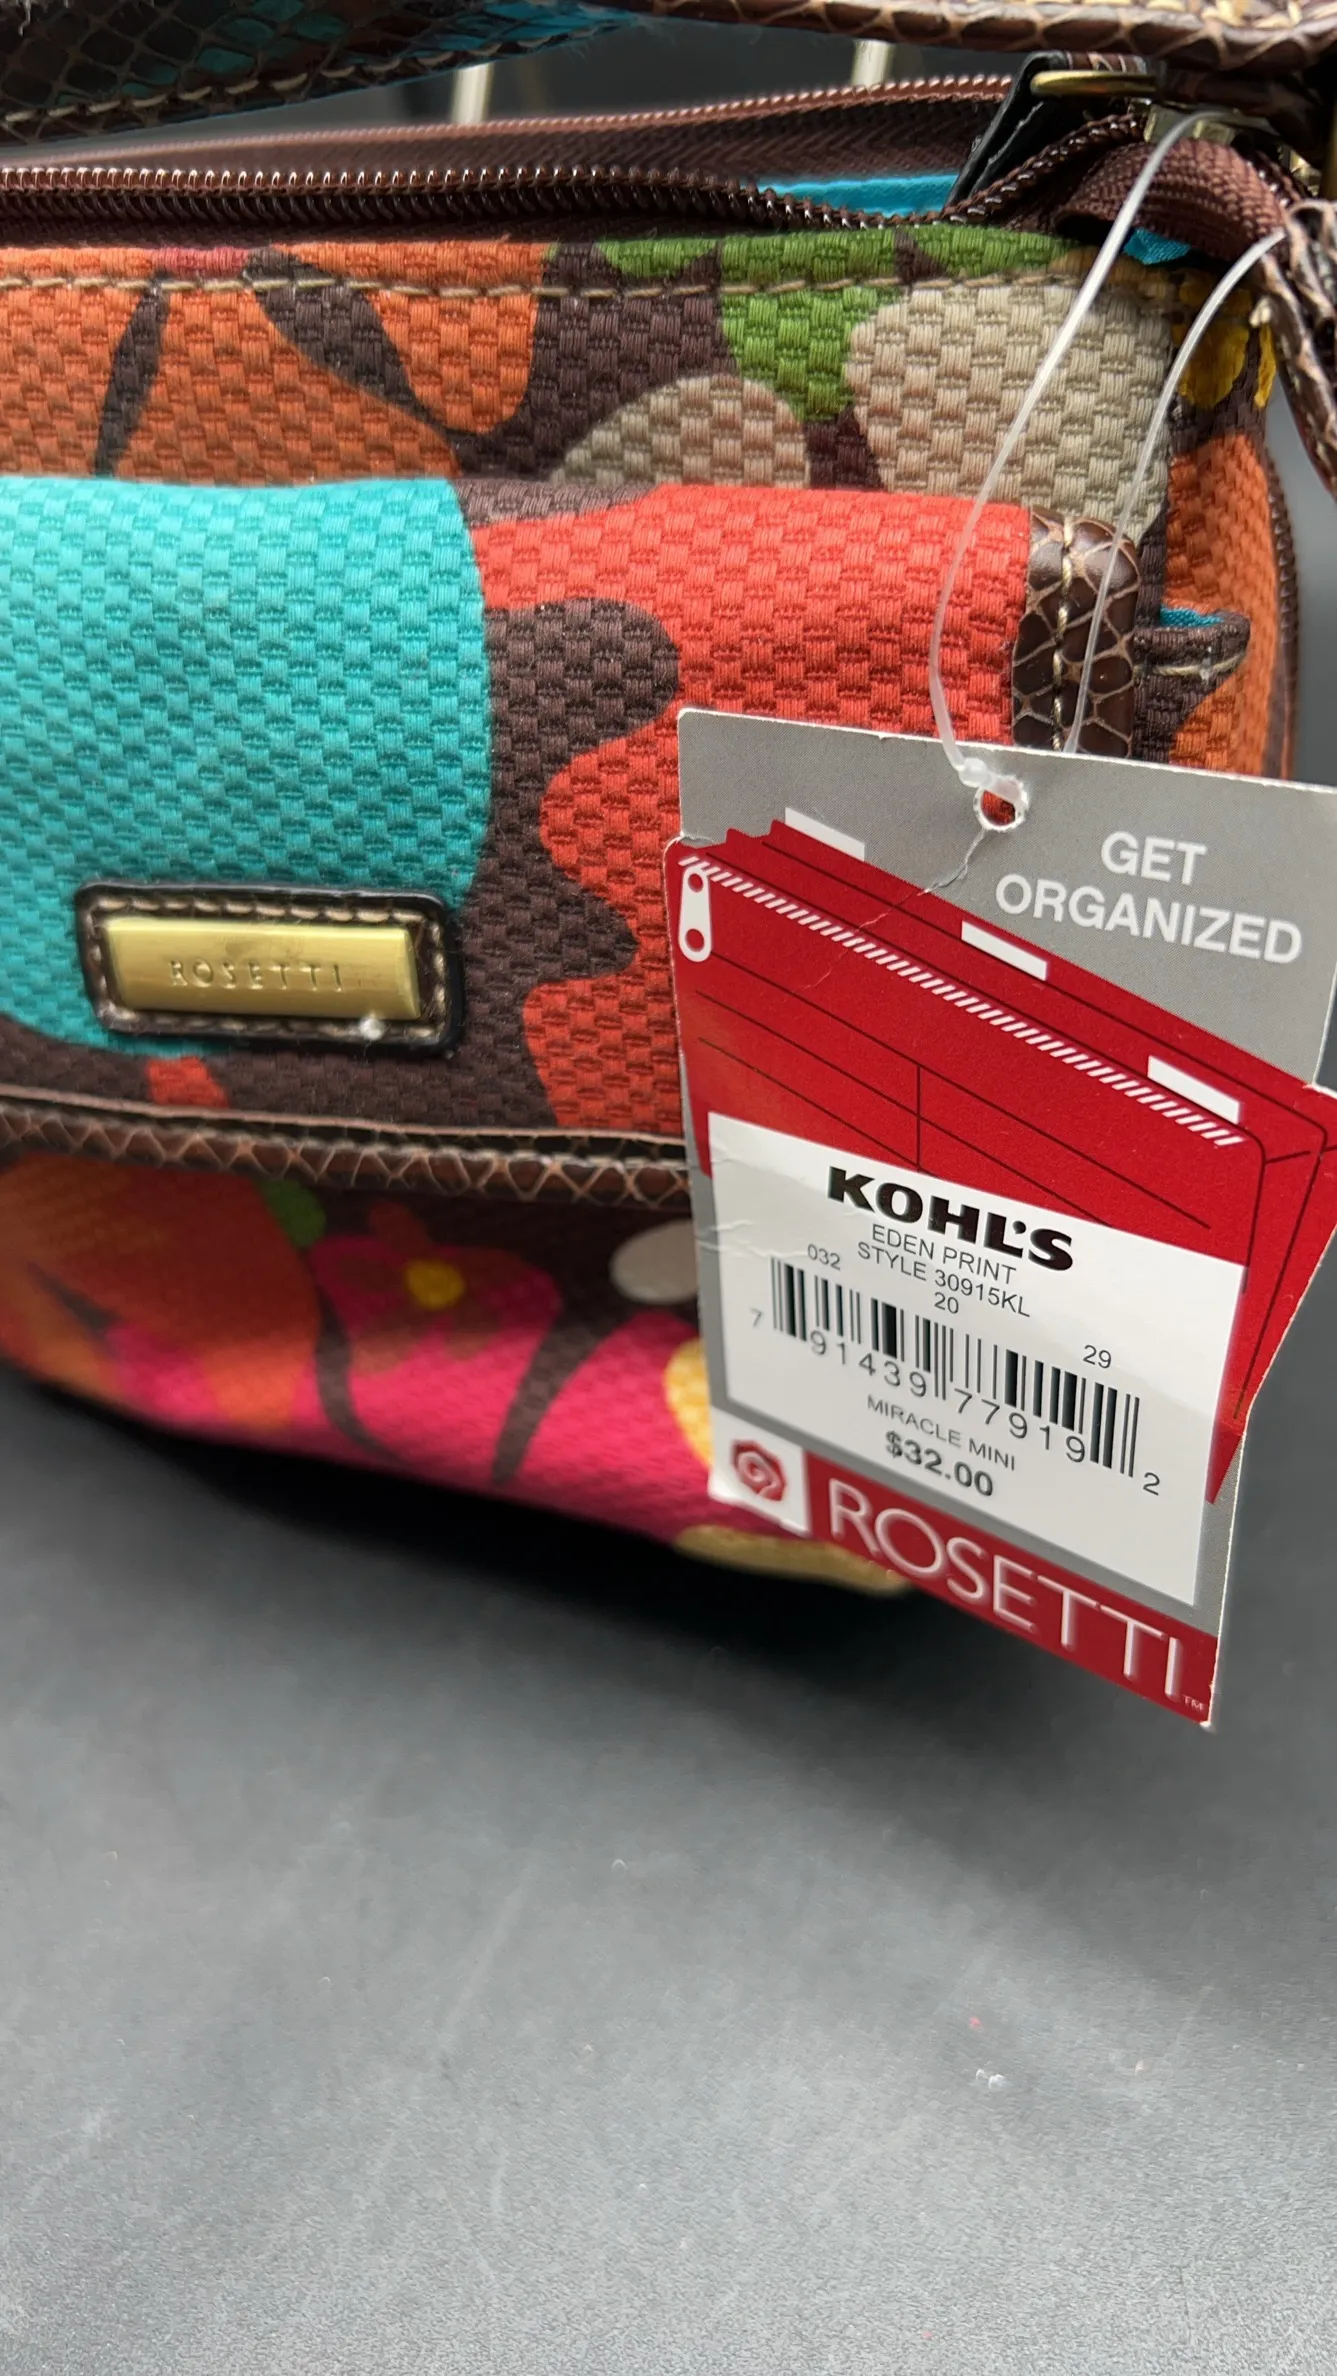 ROSETTI
GET
ORGANIZED
KOHL'S
EDEN PRINT
STYLE 30915KL
032
20
29
7 91439 77919 2
MIRACLE MINI
$32.00
ROSETTI™